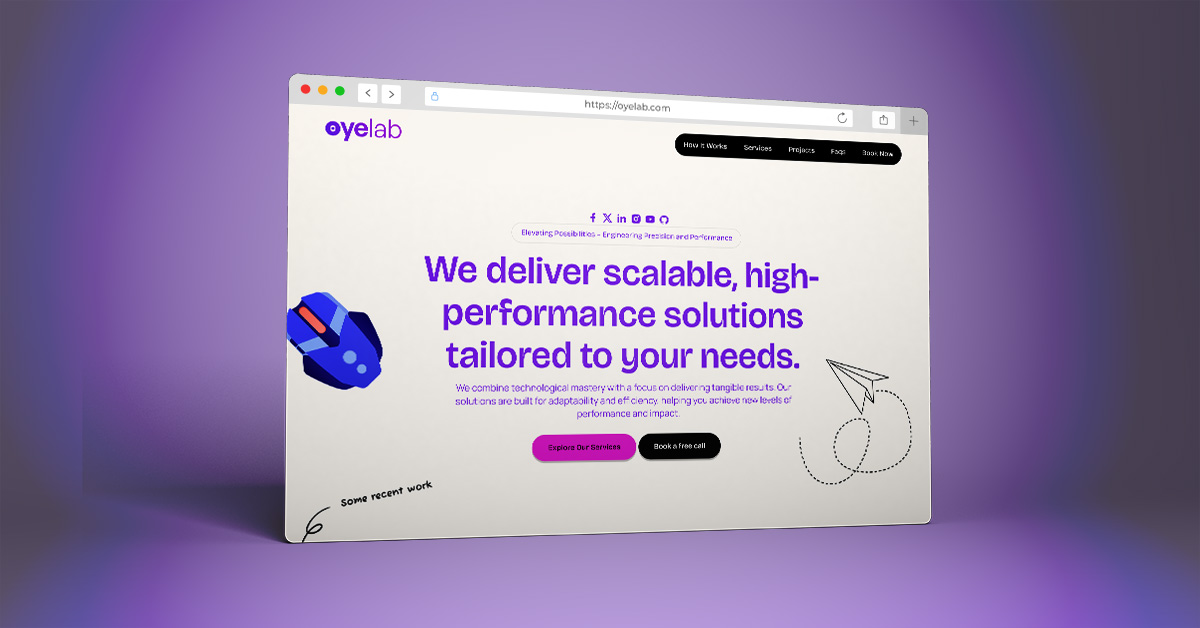 https://oyelab.com
oyelab
How It Works Services Projects Faqs Book Now
Elevating Possibilities – Engineering Precision and Performance
We deliver scalable, high-
performance solutions
tailored to your needs.
We combine technological mastery with a focus on delivering tangible results. Our
solutions are built for adaptability and efficiency, helping you achieve new levels of
performance and impact.
Explore Our Services Book a free call
Some recent work